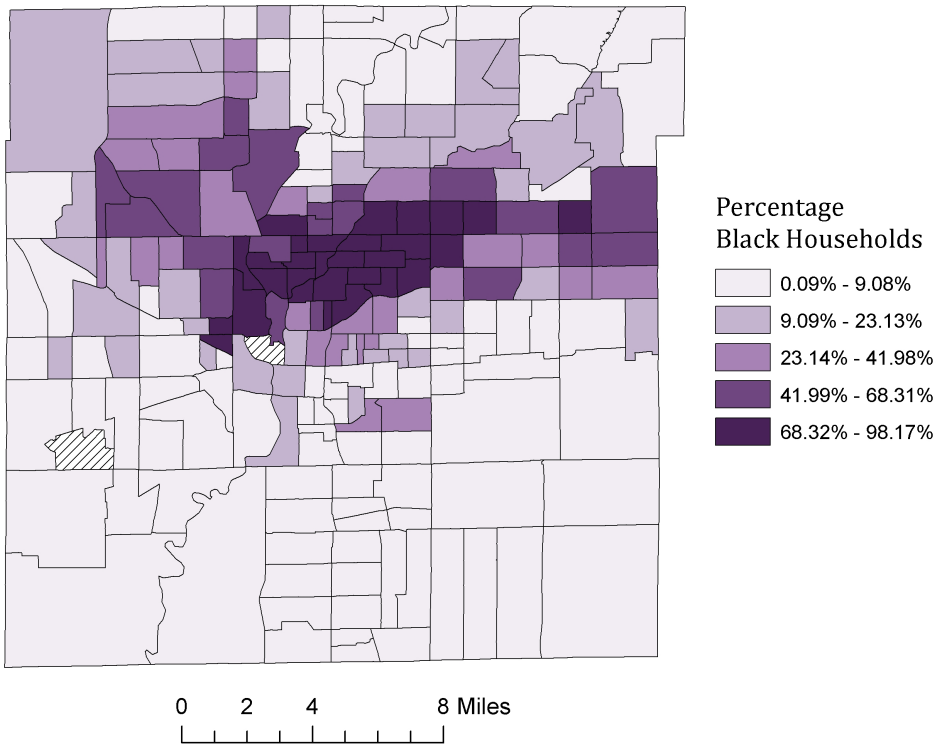 Percentage
Black Households
0.09% - 9.08%
9.09% - 23.13%
23.14% - 41.98%
41.99% - 68.31%
68.32% - 98.17%
0 2 4 8 Miles